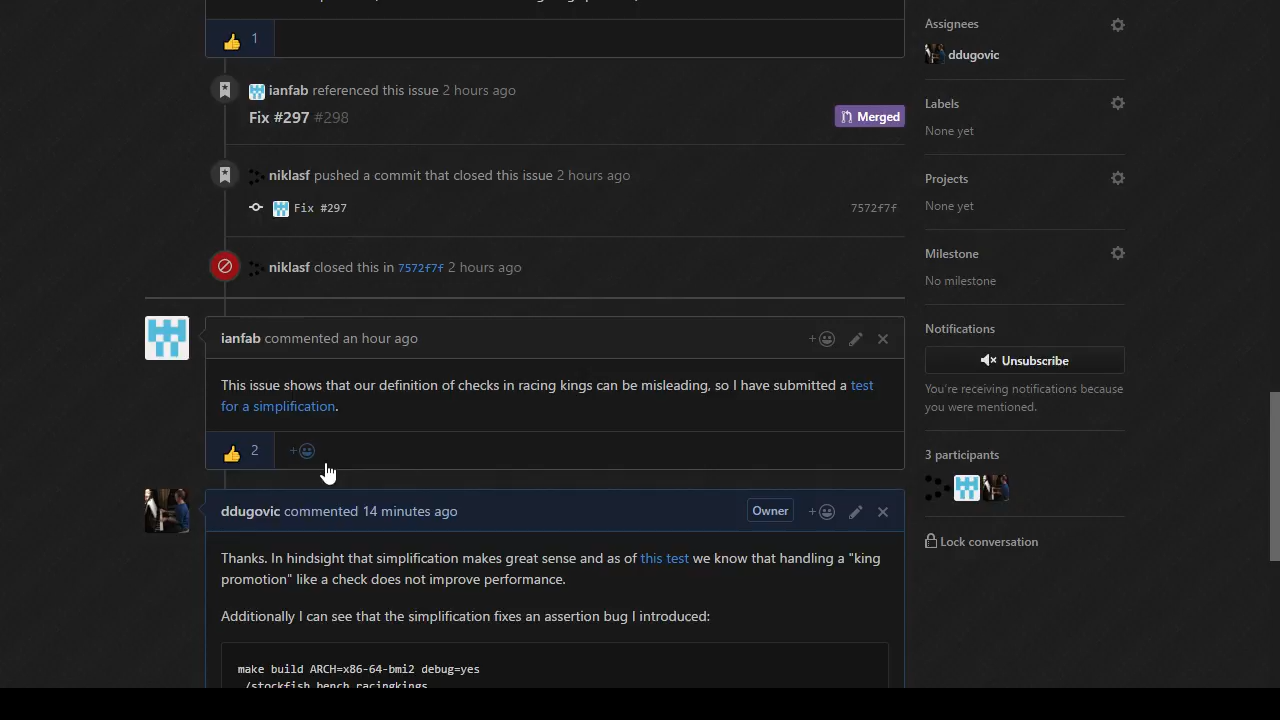 1
Assignees
ddugovic
ianfab referenced this issue 2 hours ago
Fix #297 #298
Merged
Labels
None yet
niklasf pushed a commit that closed this issue 2 hours ago
Fix #297
7572f7f
Projects
None yet
niklasf closed this in 7572f7f 2 hours ago
Milestone
No milestone
ianfab commented an hour ago
This issue shows that our definition of checks in racing kings can be misleading, so I have submitted a test
for a simplification.
2
Notifications
Unsubscribe
You're receiving notifications because
you were mentioned.
3 participants
Lock conversation
ddugovic commented 14 minutes ago
Owner
Thanks. In hindsight that simplification makes great sense and as of this test we know that handling a "king
promotion" like a check does not improve performance.
Additionally I can see that the simplification fixes an assertion bug I introduced:
make build ARCH=x86-64-bmi2 debug=yes
/stockfish bench racingkings